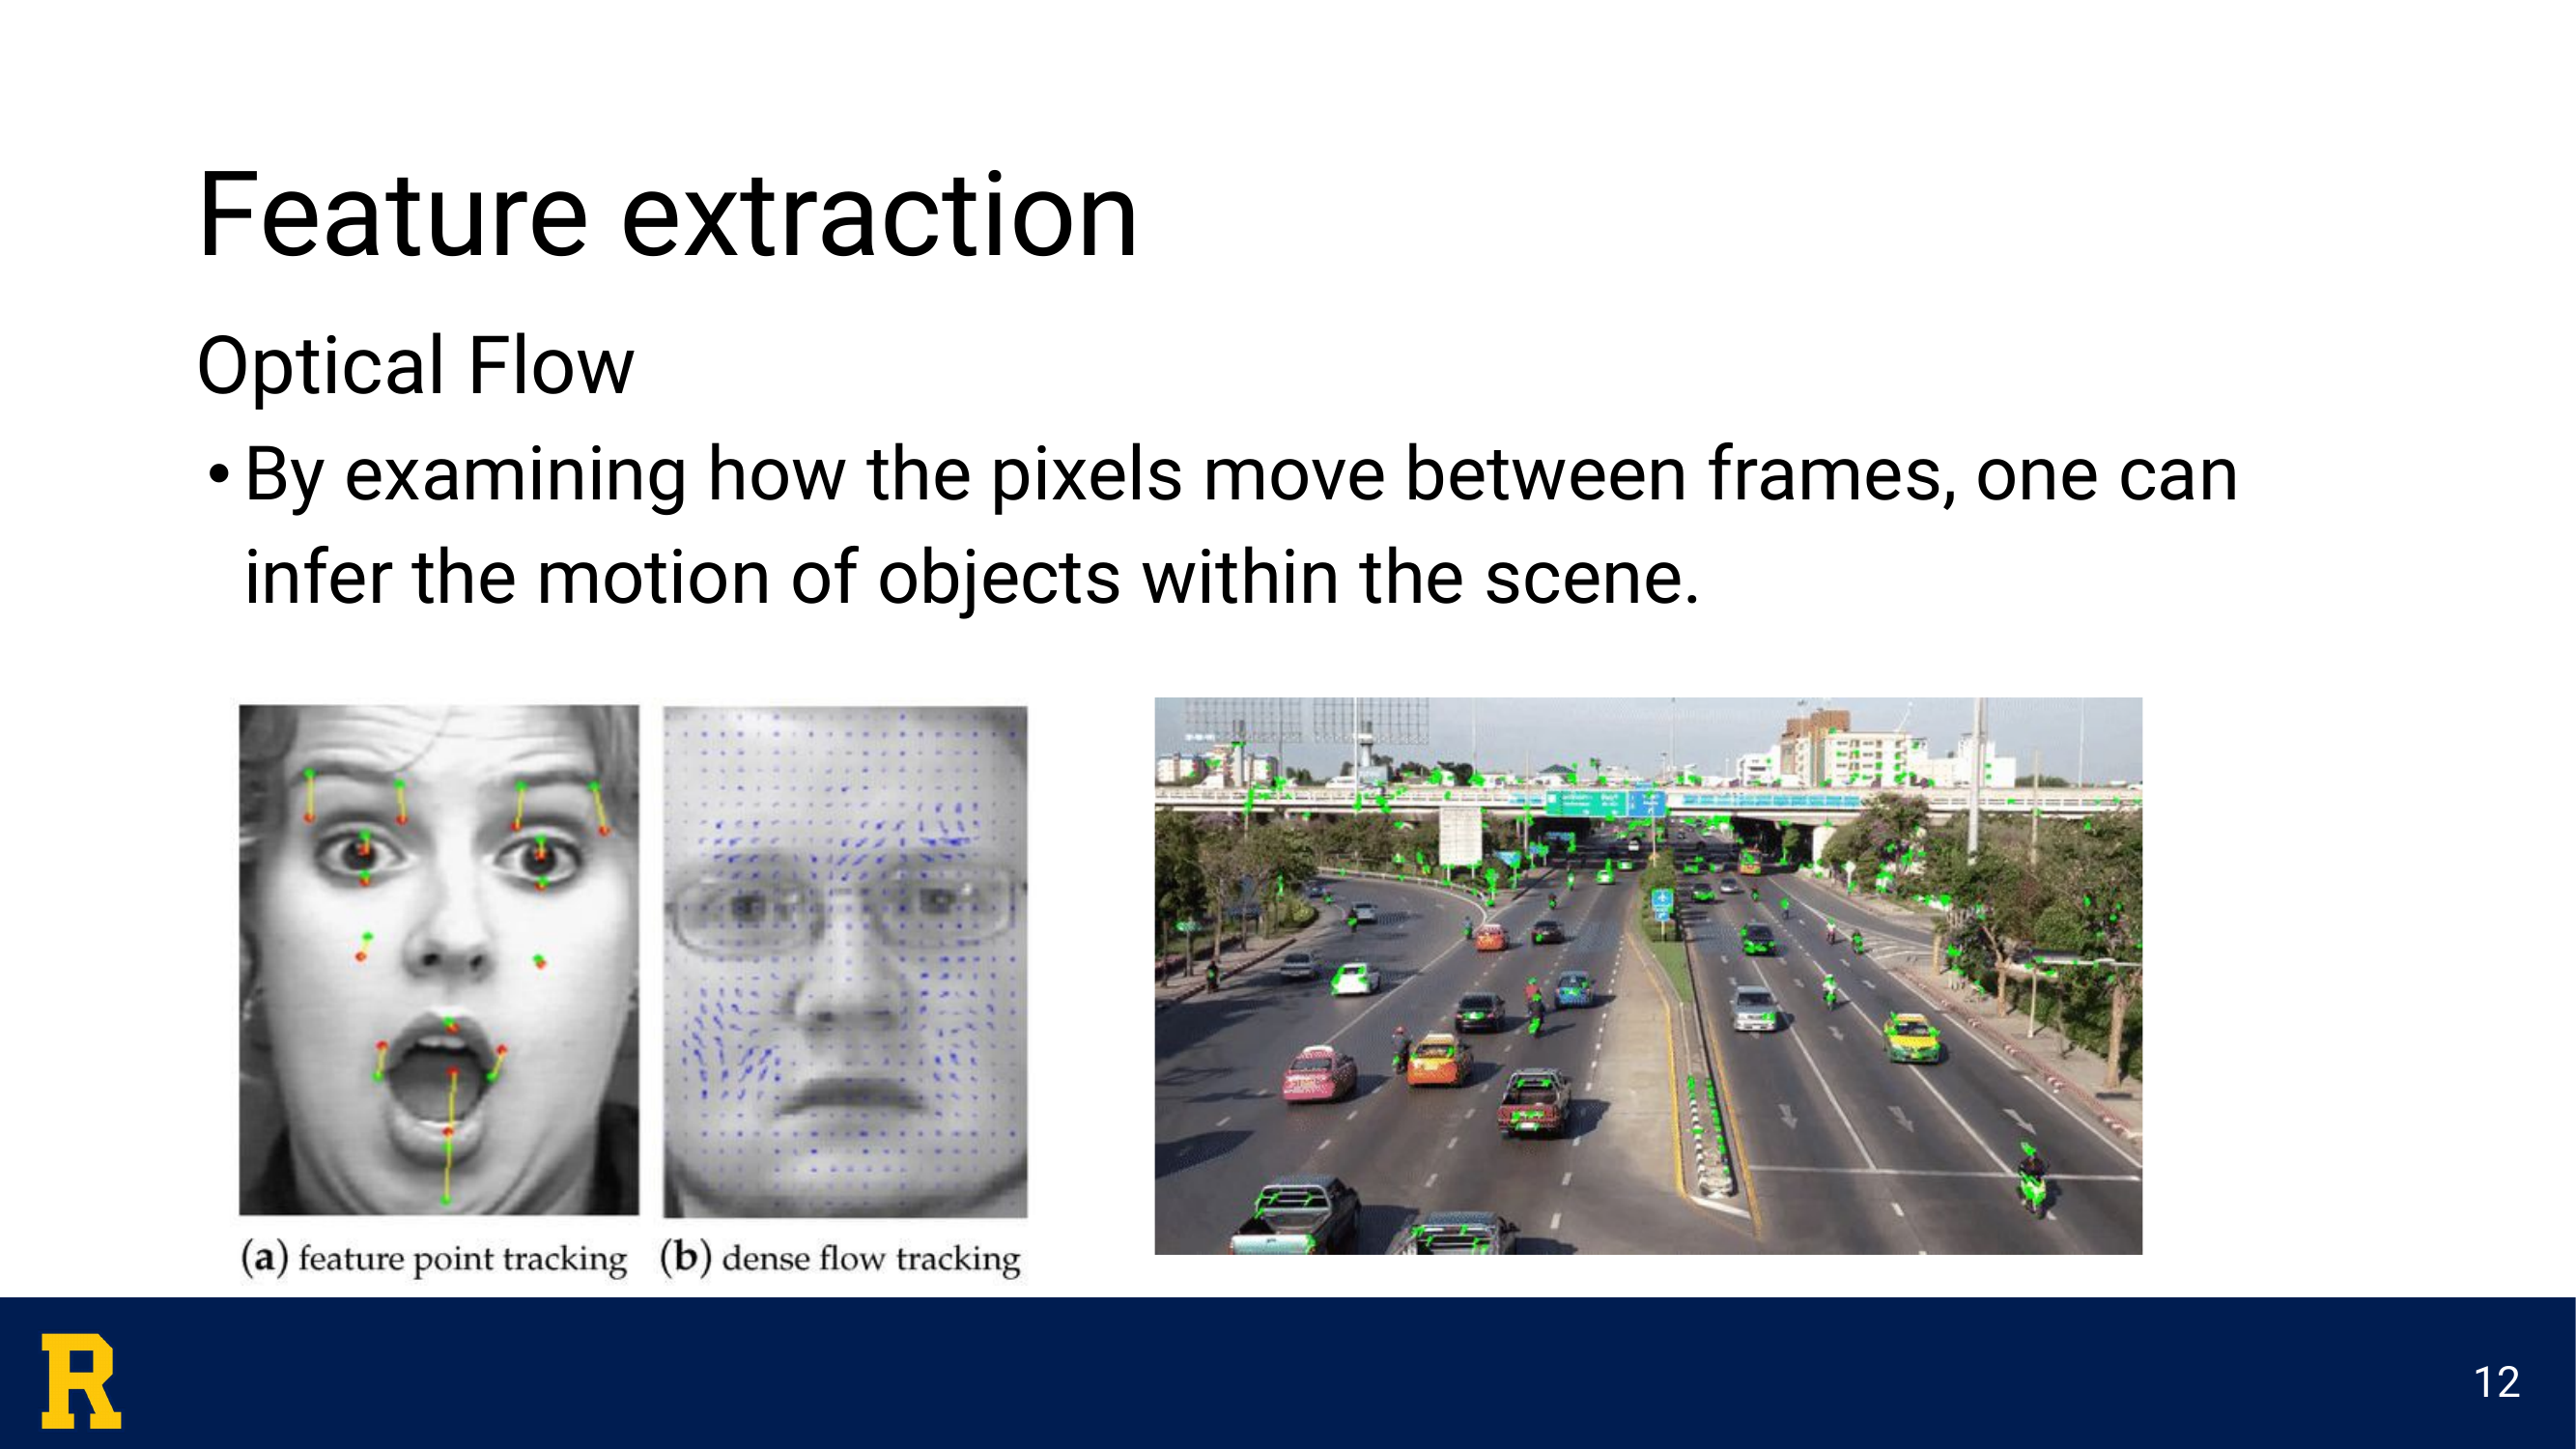 Feature extraction
Optical Flow
• By examining how the pixels move between frames, one can
infer the motion of objects within the scene.
(a) feature point tracking
(b) dense flow tracking
R
12